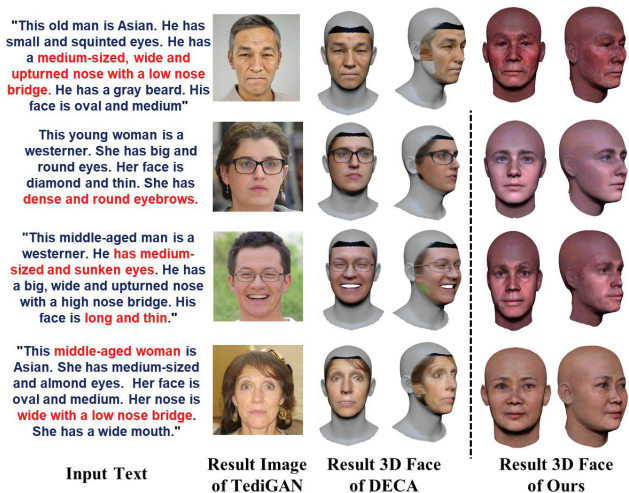 "This old man is Asian. He has
small and squinted eyes. He has
a medium-sized, wide and
upturned nose with a low nose
bridge. He has a gray beard. His
face is oval and medium"
This young woman is a
westerner. She has big and
round eyes. Her face is
diamond and thin. She has
dense and round eyebrows.
"This middle-aged man is a
westerner. He has medium-
sized and sunken eyes. He has
a big, wide and upturned nose
with a high nose bridge. His
face is long and thin."
"This middle-aged woman is
Asian. She has medium-sized
and almond eyes. Her face is
oval and medium. Her nose is
wide with a low nose bridge.
She has a wide mouth."
Input Text
Result Image
of TediGAN
Result 3D Face
of DECA
Result 3D Face
of Ours